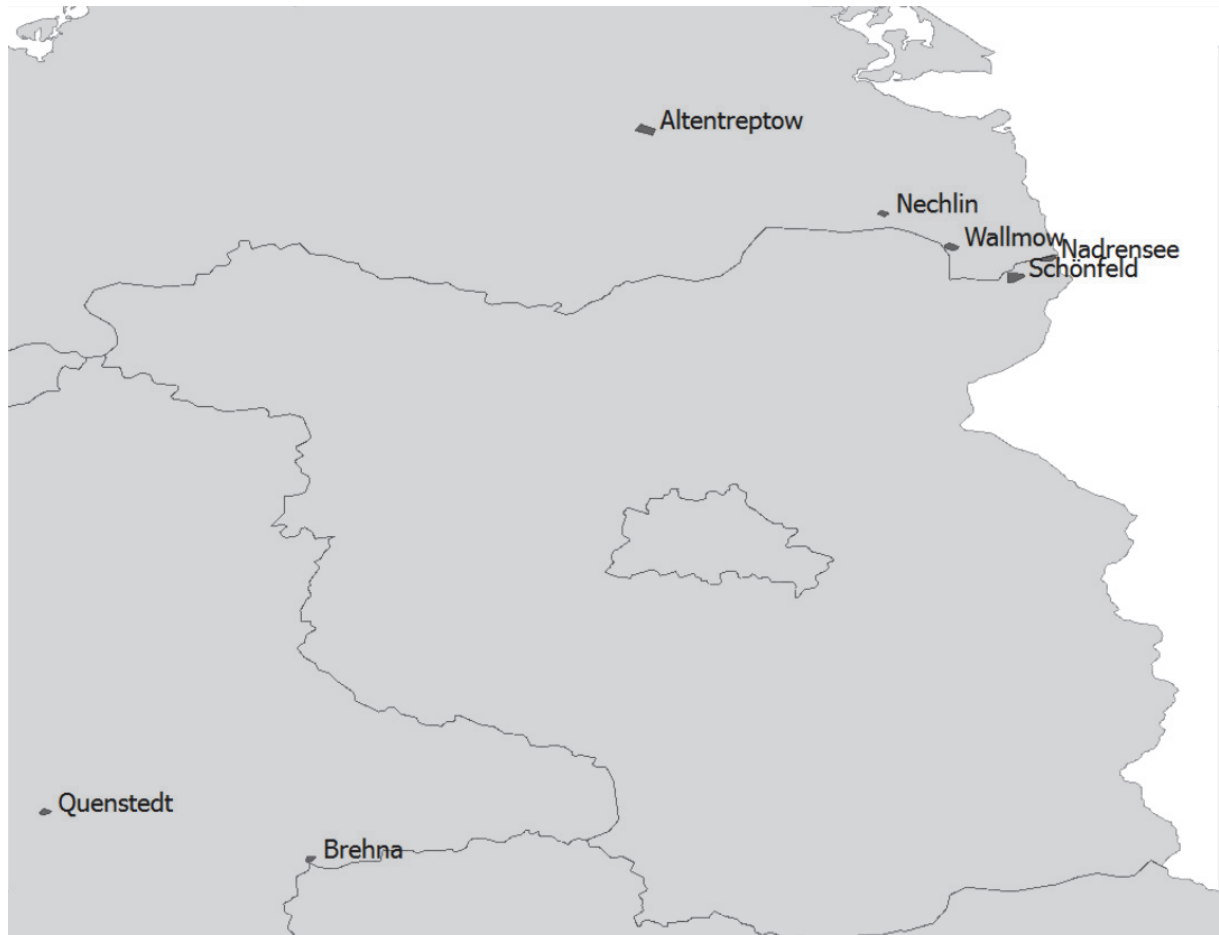 Altentreptow
Nechlin
Wallmow
Nadrensee
Schönfeld
Quenstedt
Brehna